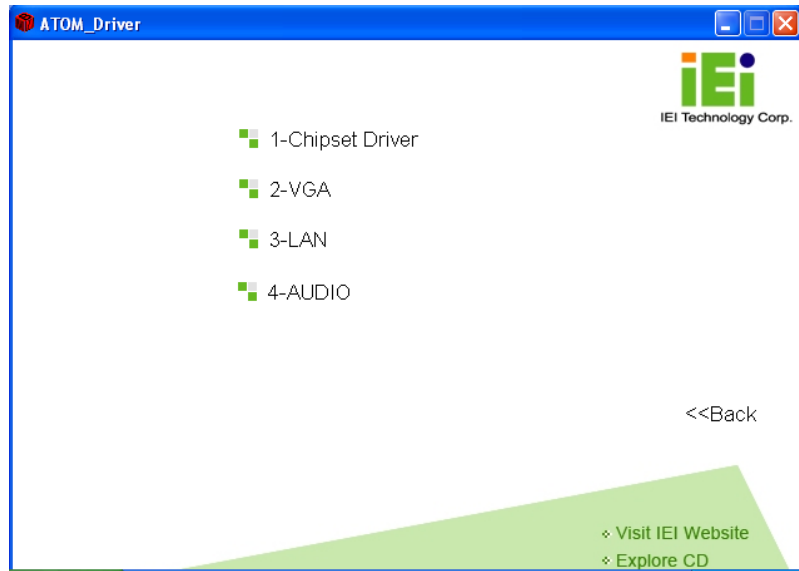 ATOM_Driver
iEi
IEI Technology Corp.
1-Chipset Driver
2-VGA
3-LAN
4-AUDIO
<<Back
Visit IEI Website
Explore CD